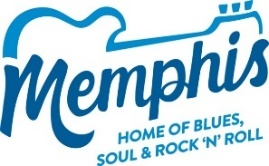 Memphis
HOME OF BLUES,
SOUL & ROCK ‘N’ ROLL